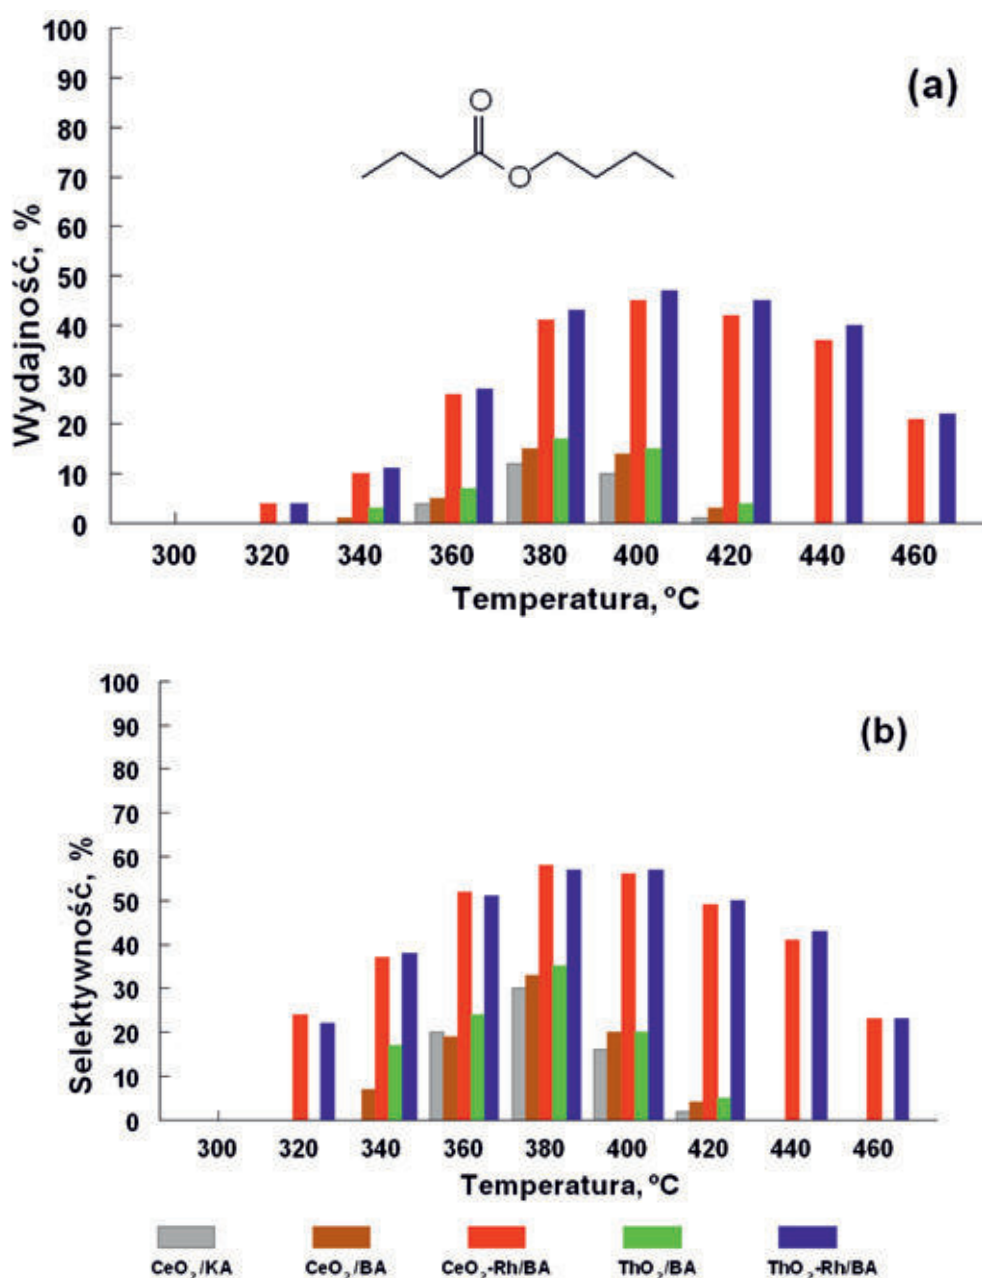 100
90
80
70
60
50
40
30
20
10
0
Wydajność, %
(a)
O
O
300 320 340 360 380 400 420 440 460
Temperatura, ºC
100
90
80
70
60
50
40
30
20
10
0
Selektywność, %
(b)
300 320 340 360 380 400 420 440 460
Temperatura, ºC
CeO₂/KA CeO₂/BA CeO₂-Rh/BA ThO₂/BA ThO₂-Rh/BA